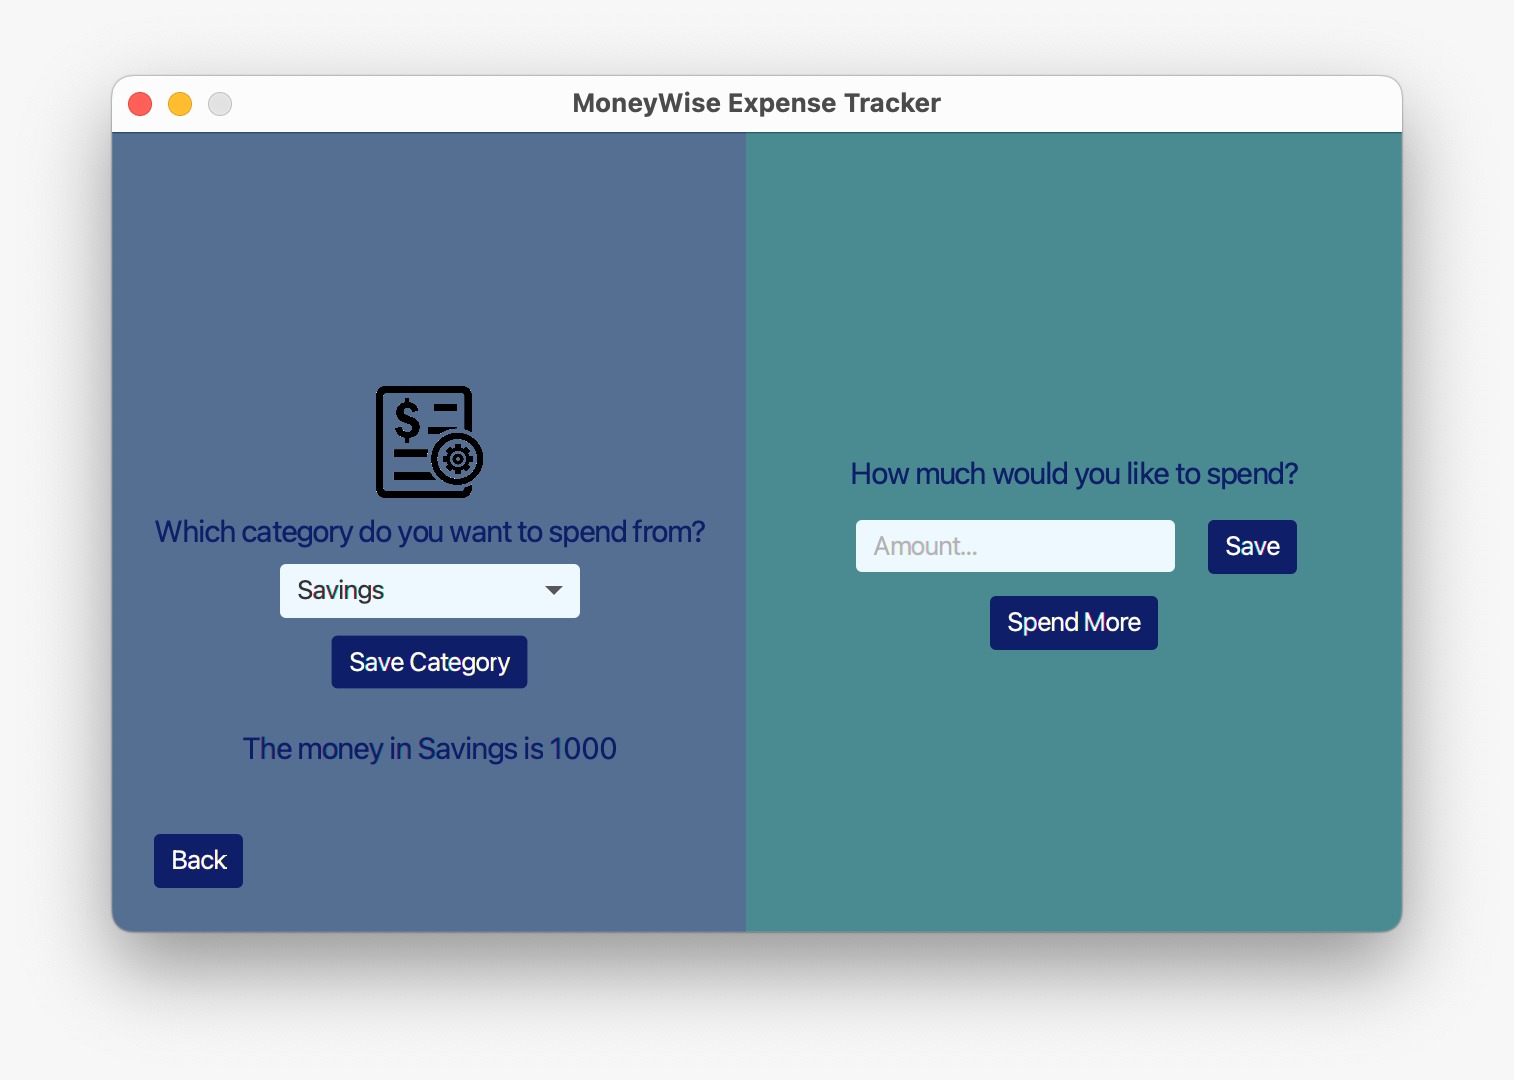 MoneyWise Expense Tracker
$
Which category do you want to spend from?
Savings
Save Category
The money in Savings is 1000
Back
How much would you like to spend?
Amount...
Save
Spend More